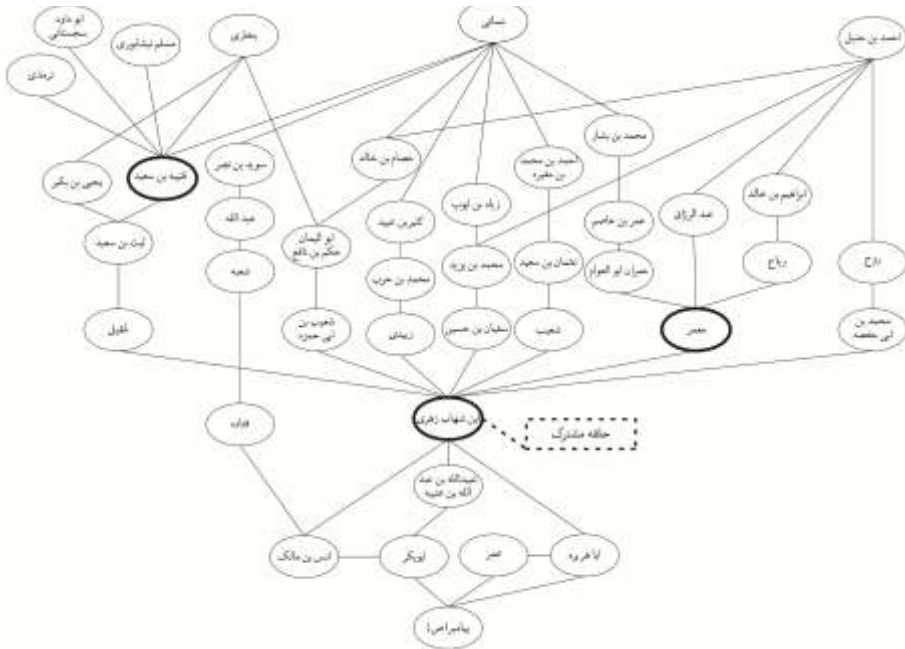 نسائی
ابو داود
سجستانی
بخاری
احمد بن حنبل
مسلم نیشابوری
ترمذی
محمد بن بشار
عصام بن خالد
سوید بن نصر
احمد بن محمد
بن مغیره
قتیبه بن سعید
یحیی بن بکیر
ابراهیم بن خالد
زیاد بن ایوب
عبد الرزاق
عبد الله
کثیر بن عبید
عمر بن عاصم
لیث بن سعید
ابو الیمان
حکم بن نافع
روح
رباح
محمد بن یزید
عثمان بن سعید
عمران ابو العوام
شعبه
محمد بن حرب
محمد بن
ابی حفصه
معمر
شعیب
سفیان بن حسین
زبیدی
شعیب بن
ابی حمزه
عقیل
ابن شهاب زهری
قتاده
حلقه مشترک
عبیدالله بن عبد
الله بن عتبه
ابا هریره
عمر
ابوبکر
انس بن مالک
پیامبر(ص)